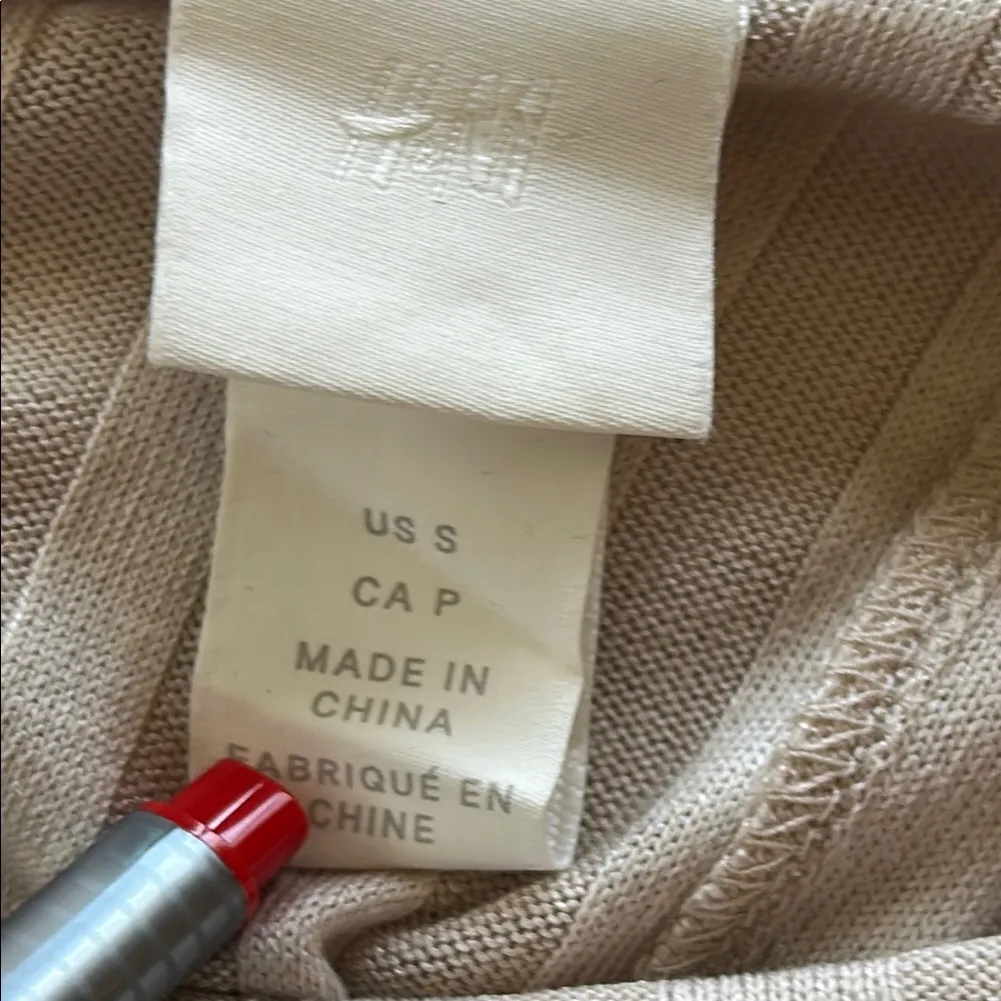 US S
CA P
MADE IN
CHINA
FABRIQUÉ EN
CHINE